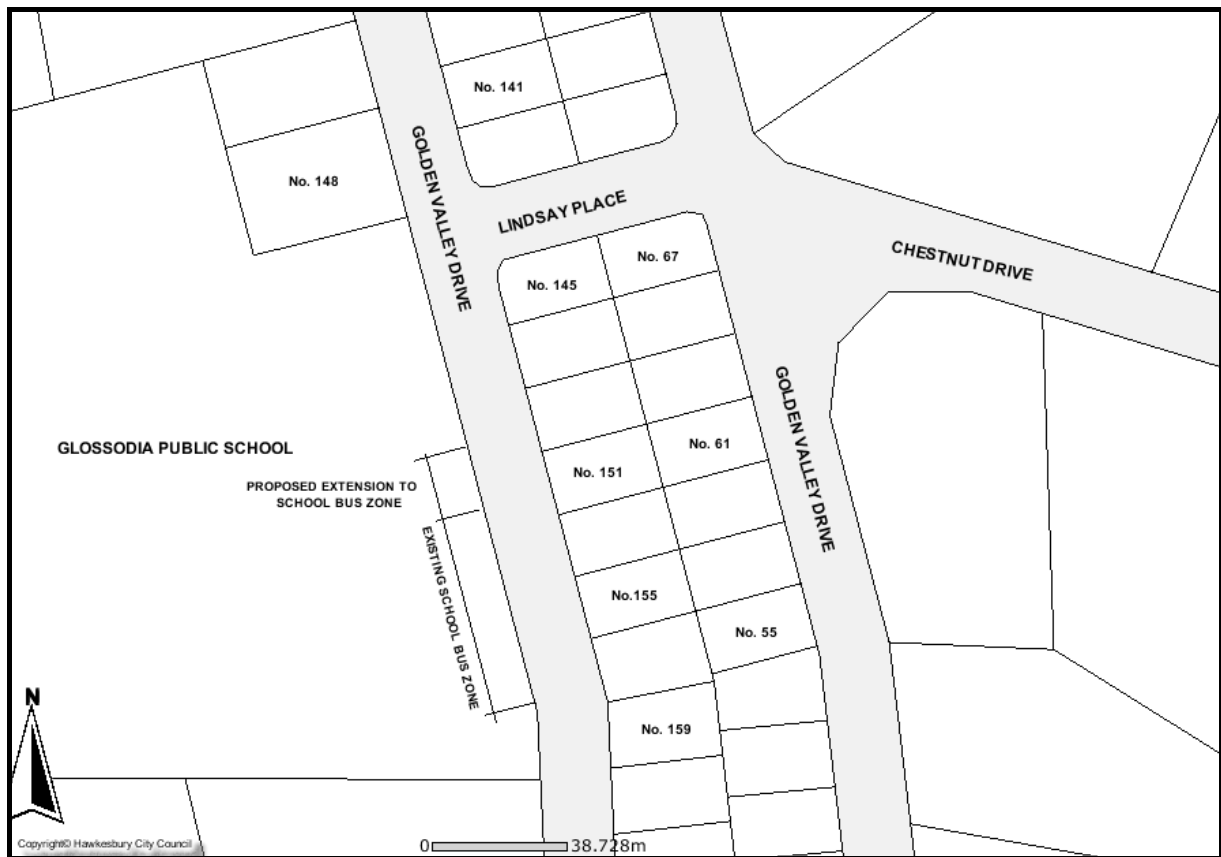 No. 141
No. 148
GOLDEN VALLEY DRIVE
LINDSAY PLACE
CHESTNUT DRIVE
No. 145
No. 67
GLOSSODIA PUBLIC SCHOOL
PROPOSED EXTENSION TO
SCHOOL BUS ZONE
EXISTING SCHOOL BUS ZONE
No. 151
No. 61
GOLDEN VALLEY DRIVE
No.155
No. 55
No. 159
N
Copyright© Hawkesbury City Council
0
38.728m